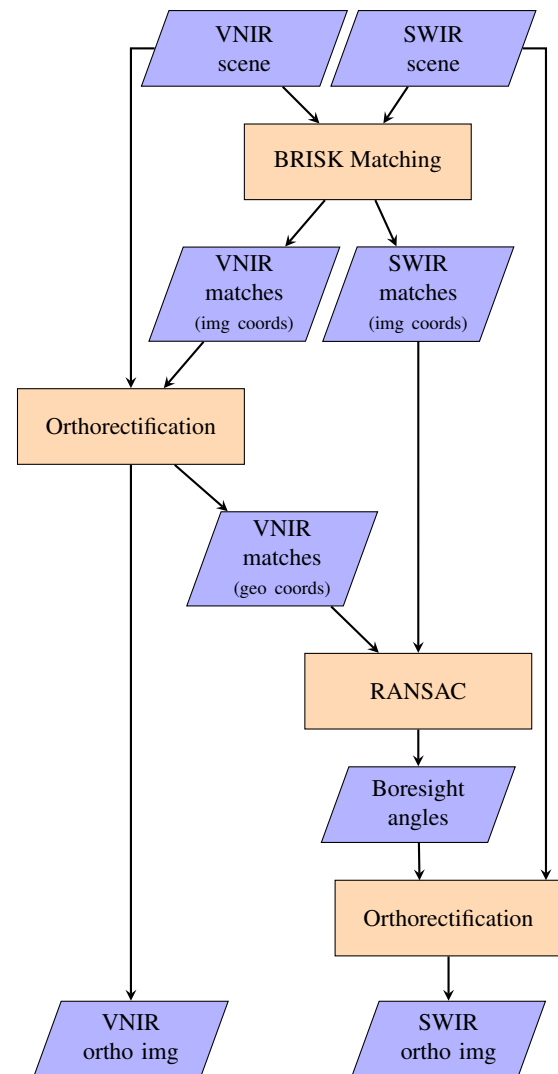 VNIR
scene
SWIR
scene
BRISK Matching
VNIR
matches
(img coords)
SWIR
matches
(img coords)
Orthorectification
VNIR
matches
(geo coords)
RANSAC
Boresight
angles
Orthorectification
VNIR
ortho img
SWIR
ortho img